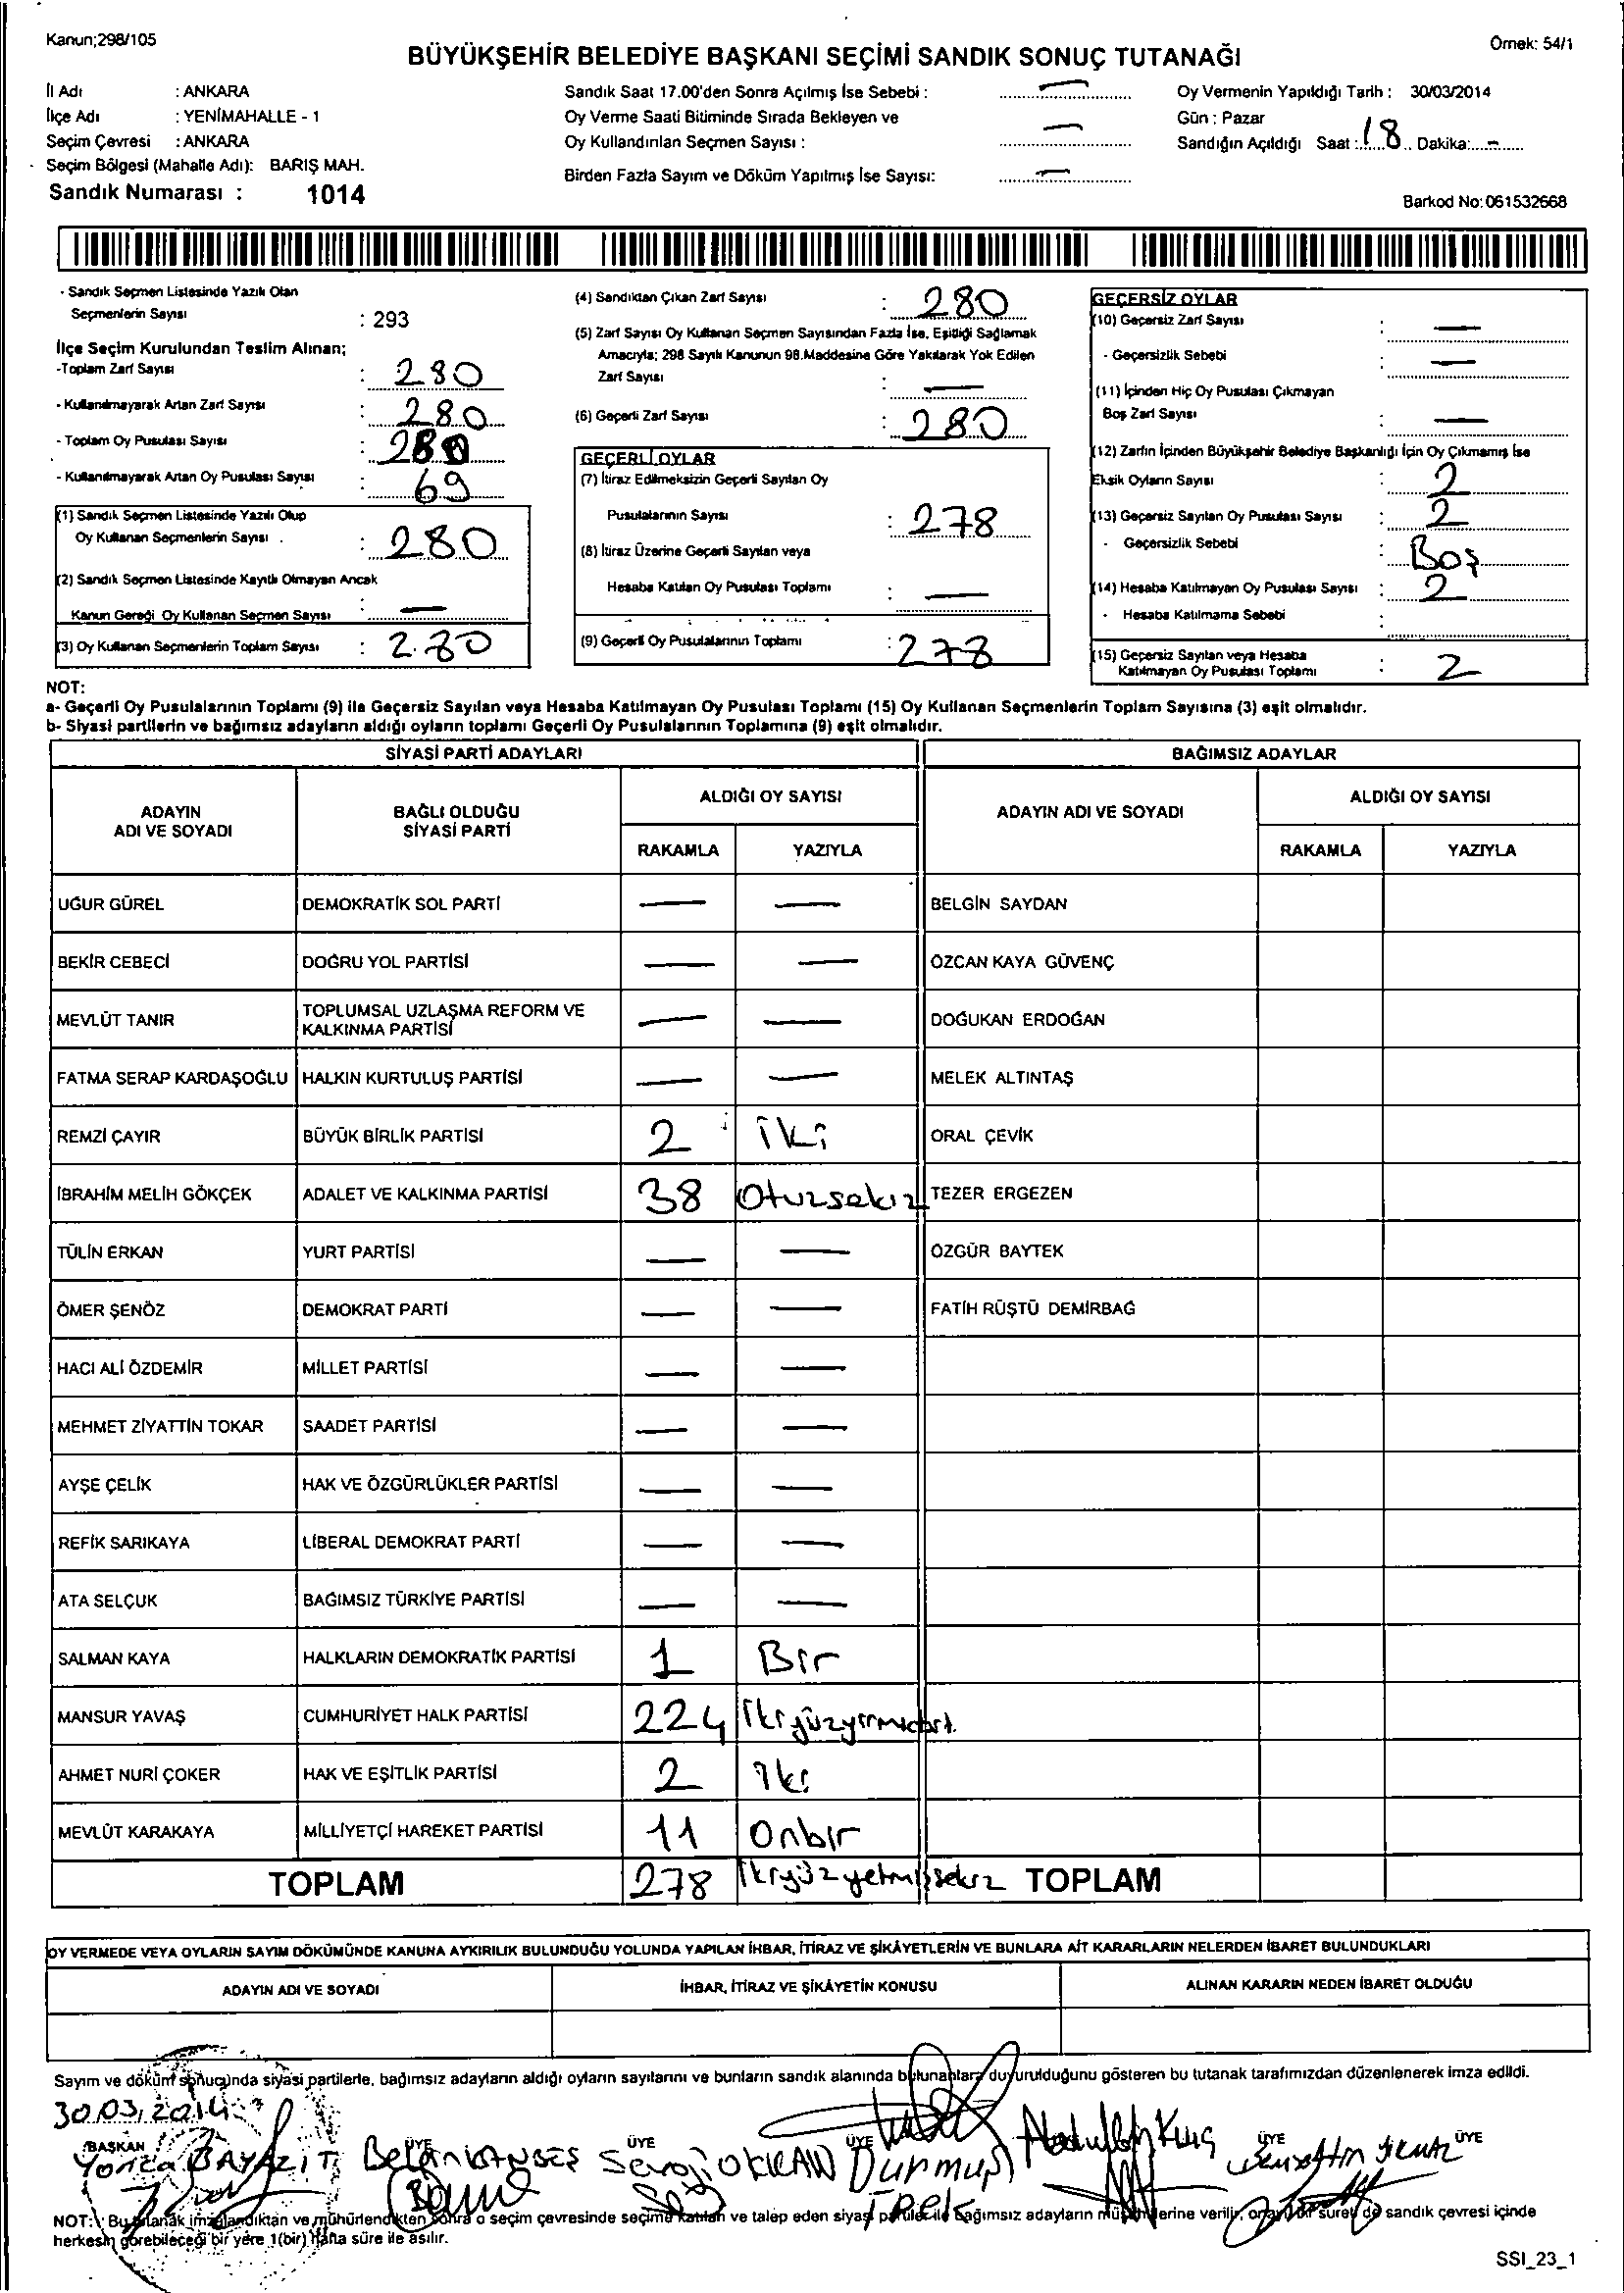 Kanun;298/105
Örnek: 54/1
BÜYÜKŞEHİR BELEDİYE BAŞKANI SEÇİMİ SANDIK SONUÇ TUTANAĞI
İl Adı : ANKARA
İlçe Adı : YENİMAHALLE - 1
Seçim Çevresi : ANKARA
Seçim Bölgesi (Mahalle Adı): BARIŞ MAH.
Sandık Numarası : 1014
Sandık Saat 17.00'den Sonra Açılmış İse Sebebi : —
Oy Verme Saati Bitiminde Sırada Bekleyen ve
Oy Kullandırılan Seçmen Sayısı : —
Birden Fazla Sayım ve Döküm Yapılmış İse Sayısı: —
Oy Vermenin Yapıldığı Tarih : 30/03/2014
Gün : Pazar
Sandığın Açıldığı Saat : 18 Dakika: -
Barkod No: 061532668
- Sandık Seçmen Listesinde Yazılı Olan
Seçmenlerin Sayısı : 293
İlçe Seçim Kurulundan Teslim Alınan;
-Toplam Zarf Sayısı : 280
- Kullanılmayarak Artan Zarf Sayısı : 280
- Toplam Oy Pusulası Sayısı : 280
- Kullanılmayarak Artan Oy Pusulası Sayısı : 69
(1) Sandık Seçmen Listesinde Yazılı Olup
Oy Kullanan Seçmenlerin Sayısı : 280
(2) Sandık Seçmen Listesinde Kayıtlı Olmayan Ancak
Kanun Gereği Oy Kullanan Seçmen Sayısı : —
(3) Oy Kullanan Seçmenlerin Toplam Sayısı : 280
(4) Sandıktan Çıkan Zarf Sayısı : 280
(5) Zarf Sayısı Oy Kullanan Seçmen Sayısından Fazla İse, Eşitliği Sağlamak
Amacıyla; 298 Sayılı Kanunun 98.Maddesine Göre Yakılarak Yok Edilen
Zarf Sayısı : —
(6) Geçerli Zarf Sayısı : 280
GEÇERLİ OYLAR
(7) İtiraz Edilmeksizin Geçerli Sayılan Oy
Pusulalarının Sayısı : 278
(8) İtiraz Üzerine Geçerli Sayılan veya
Hesaba Katılan Oy Pusulası Toplamı : —
(9) Geçerli Oy Pusulalarının Toplamı : 278
GEÇERSİZ OYLAR
(10) Geçersiz Zarf Sayısı : —
- Geçersizlik Sebebi : —
(11) İçinden Hiç Oy Pusulası Çıkmayan
Boş Zarf Sayısı : —
(12) Zarfın İçinden Büyükşehir Belediye Başkanlığı İçin Oy Çıkmamış İse
Eksik Oyların Sayısı : 2
(13) Geçersiz Sayılan Oy Pusulası Sayısı : 2
- Geçersizlik Sebebi : Boş
(14) Hesaba Katılmayan Oy Pusulası Sayısı : 2
- Hesaba Katılmama Sebebi :
(15) Geçersiz Sayılan veya Hesaba
Katılmayan Oy Pusulası Toplamı : 2
NOT:
a- Geçerli Oy Pusulalarının Toplamı (9) ile Geçersiz Sayılan veya Hesaba Katılmayan Oy Pusulası Toplamı (15) Oy Kullanan Seçmenlerin Toplam Sayısına (3) eşit olmalıdır.
b- Siyasi partilerin ve bağımsız adayların aldığı oyların toplamı Geçerli Oy Pusulalarının Toplamına (9) eşit olmalıdır.
SİYASİ PARTİ ADAYLARI BAĞIMSIZ ADAYLAR
ADAYIN ADI VE SOYADI BAĞLI OLDUĞU SİYASİ PARTİ ALDIĞI OY SAYISI ADAYIN ADI VE SOYADI ALDIĞI OY SAYISI
RAKAMLA YAZIYLA RAKAMLA YAZIYLA
UĞUR GÜREL DEMOKRATİK SOL PARTİ — — BELGİN SAYDAN
BEKİR CEBECİ DOĞRU YOL PARTİSİ — — ÖZCAN KAYA GÜVENÇ
MEVLÜT TANIR TOPLUMSAL UZLAŞMA REFORM VE KALKINMA PARTİSİ — — DOĞUKAN ERDOĞAN
FATMA SERAP KARDAŞOĞLU HALKIN KURTULUŞ PARTİSİ — — MELEK ALTINTAŞ
REMZİ ÇAYIR BÜYÜK BİRLİK PARTİSİ 2 iki ORAL ÇEVİK
İBRAHİM MELİH GÖKÇEK ADALET VE KALKINMA PARTİSİ 38 Otuzsekiz TEZER ERGEZEN
TÜLİN ERKAN YURT PARTİSİ — — ÖZGÜR BAYTEK
ÖMER ŞENÖZ DEMOKRAT PARTİ — — FATİH RÜŞTÜ DEMİRBAĞ
HACI ALİ ÖZDEMİR MİLLET PARTİSİ — —
MEHMET ZİYATTİN TOKAR SAADET PARTİSİ — —
AYŞE ÇELİK HAK VE ÖZGÜRLÜKLER PARTİSİ — —
REFİK SARIKAYA LİBERAL DEMOKRAT PARTİ — —
ATA SELÇUK BAĞIMSIZ TÜRKİYE PARTİSİ — —
SALMAN KAYA HALKLARIN DEMOKRATİK PARTİSİ 1 Bir
MANSUR YAVAŞ CUMHURİYET HALK PARTİSİ 224 İkiyüzyirmidört.
AHMET NURİ ÇOKER HAK VE EŞİTLİK PARTİSİ 2 İki
MEVLÜT KARAKAYA MİLLİYETÇİ HAREKET PARTİSİ 11 Onbir
TOPLAM 278 İkiyüzyetmişsekiz TOPLAM
OY VERMEDE VEYA OYLARIN SAYIM DÖKÜMÜNDE KANUNA AYKIRILIK BULUNDUĞU YOLUNDA YAPILAN İHBAR, İTİRAZ VE ŞİKÂYETLERİN VE BUNLARA AİT KARARLARIN NELERDEN İBARET BULUNDUKLARI
ADAYIN ADI VE SOYADI İHBAR, İTİRAZ VE ŞİKÂYETİN KONUSU ALINAN KARARIN NEDEN İBARET OLDUĞU
Sayım ve döküm sonucunda siyasi partilerle, bağımsız adayların aldığı oyların sayılarını ve bunların sandık alanında bulunanlara duyurulduğunu gösteren bu tutanak tarafımızdan düzenlenerek imza edildi.
30.03.2014
BAŞKAN ÜYE ÜYE ÜYE ÜYE ÜYE
BAYAZIT Durmuş İpek Abdullah Kılıç
NOT: Bu tutanak imzalandıktan ve mühürlendikten sonra o seçim çevresinde seçime katılan ve talep eden siyasi partiler ile bağımsız adayların müşahitlerine verilir, onaylı bir sureti de sandık çevresi içinde
herkesin görebileceği bir yere 1(bir) hafta süre ile asılır.
SSI_23_1